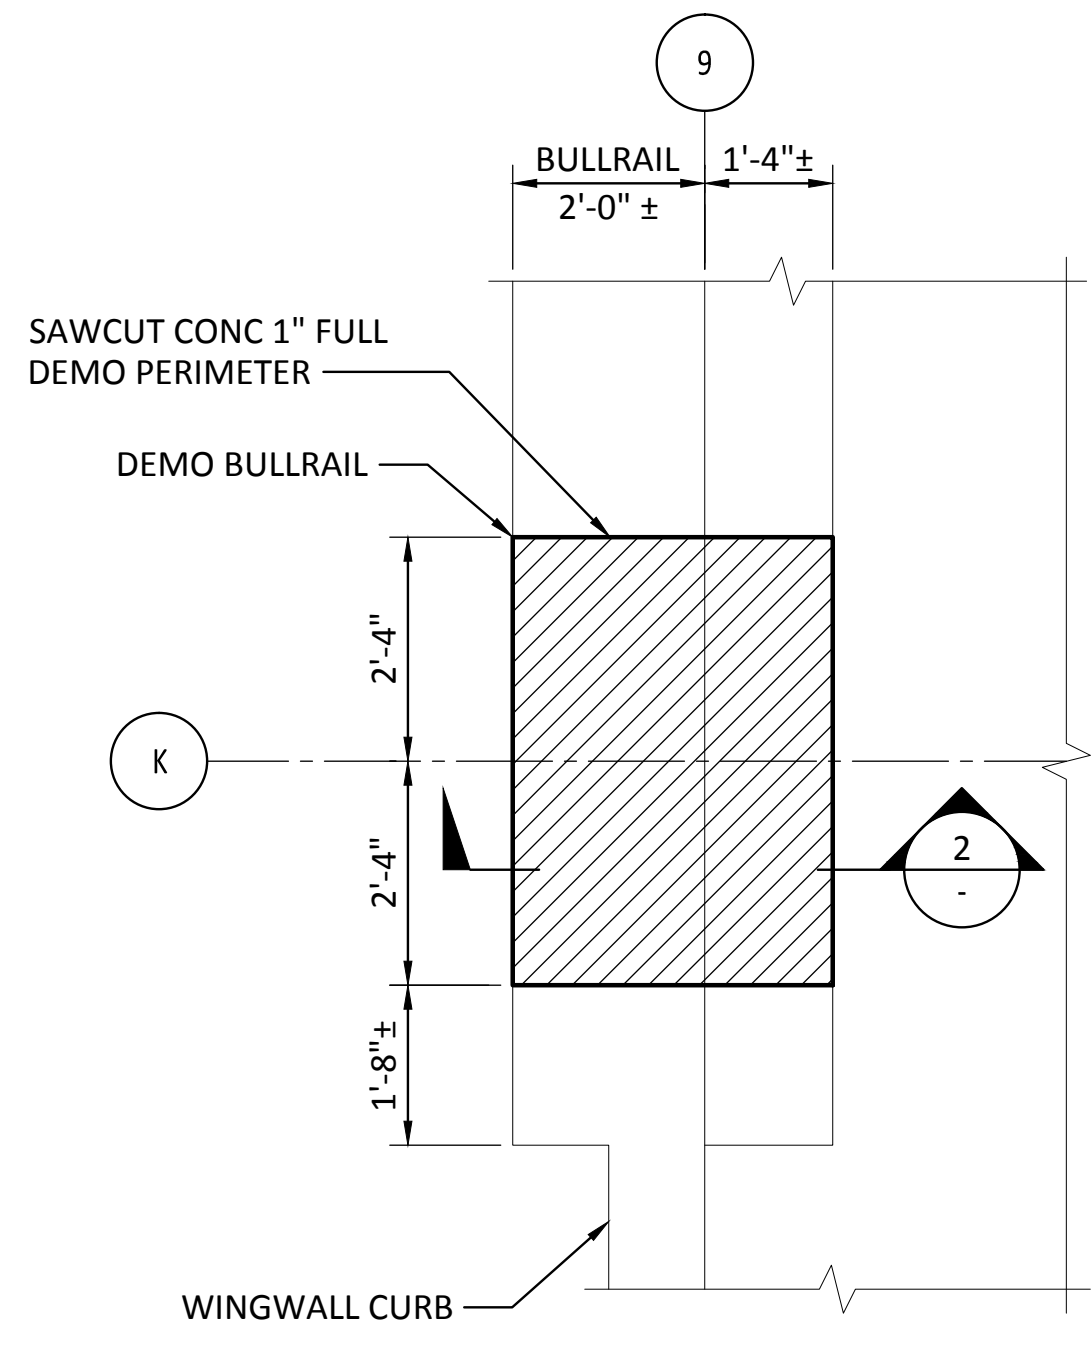 9
BULLRAIL
1'-4"±
2'-0" ±
SAWCUT CONC 1" FULL
DEMO PERIMETER
DEMO BULLRAIL
2'-4"
K
2
-
2'-4"
1'-8"±
WINGWALL CURB